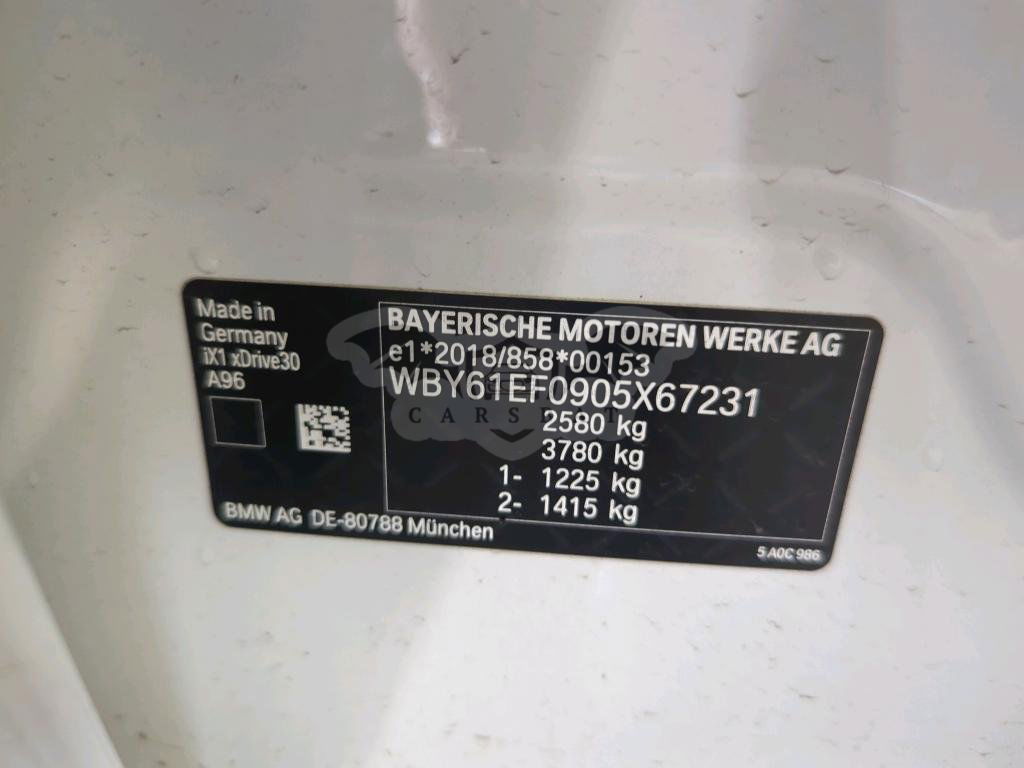 Made in
Germany
iX1 xDrive30
A96
BAYERISCHE MOTOREN WERKE AG
e1*2018/858*00153
WBY61EF0905X67231
2580 kg
3780 kg
1- 1225 kg
2- 1415 kg
BMW AG DE-80788 München
5 A0C 986